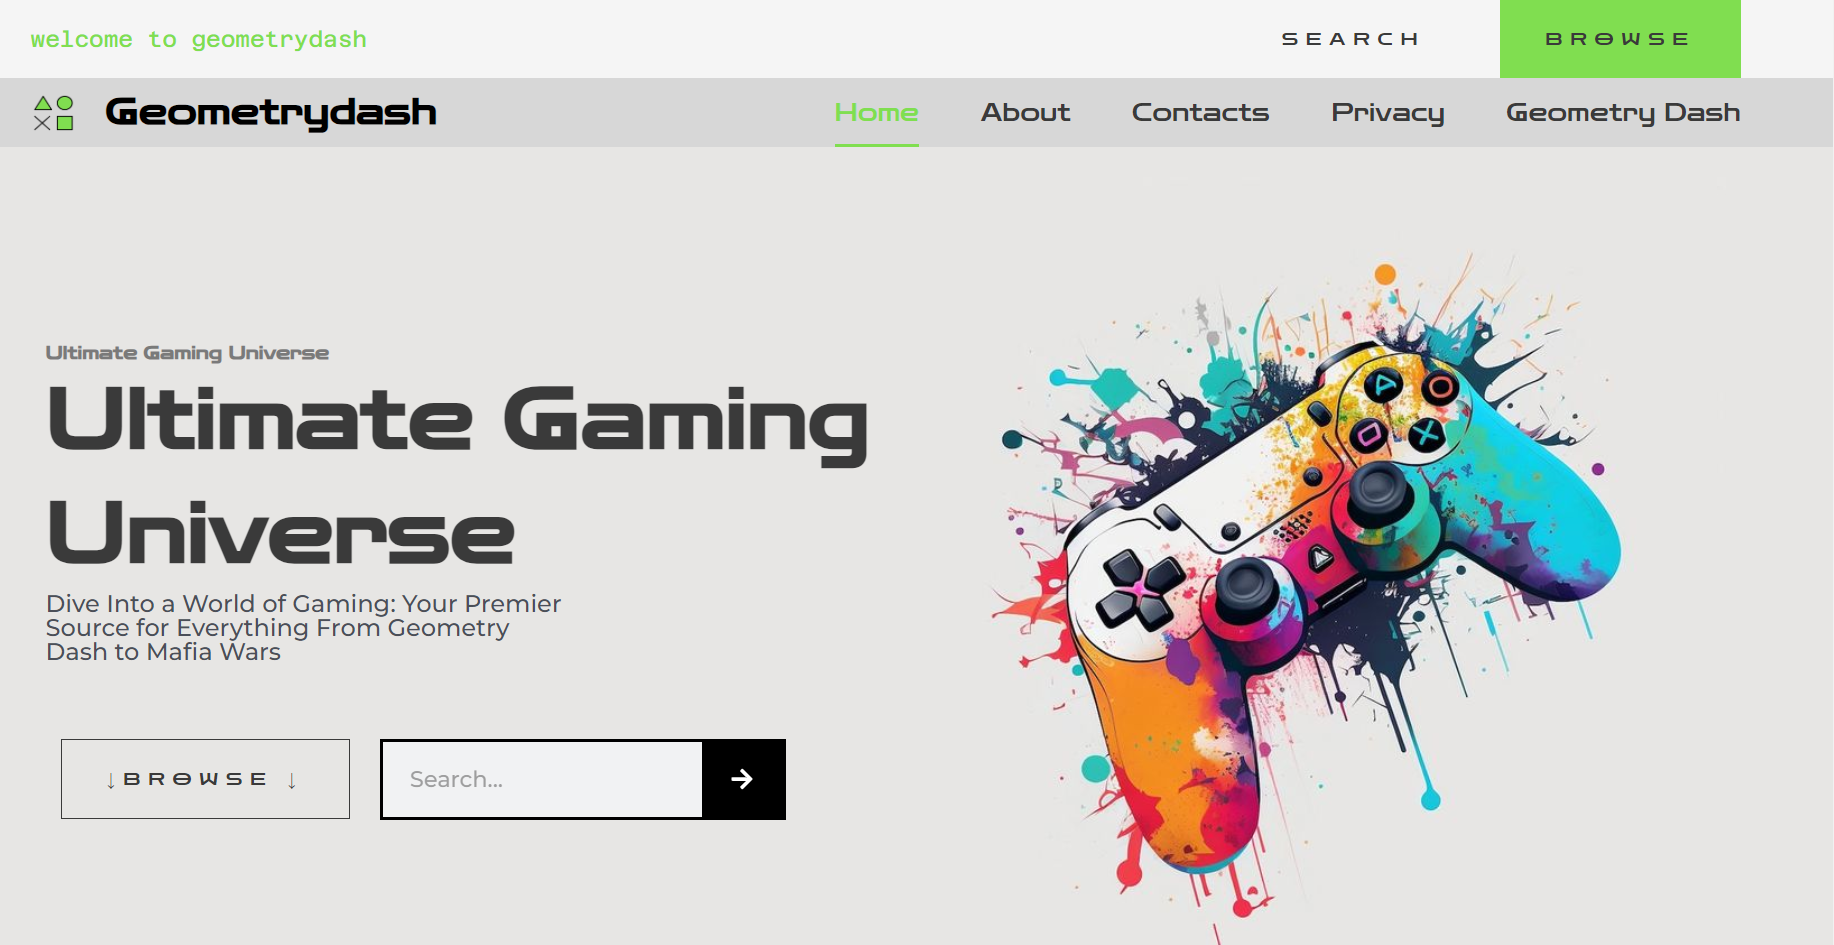 welcome to geometrydash
SEARCH
BROWSE
Geometrydash
Home
About
Contacts
Privacy
Geometry Dash
Ultimate Gaming Universe
Ultimate Gaming
Universe
Dive Into a World of Gaming: Your Premier
Source for Everything From Geometry
Dash to Mafia Wars
↓BROWSE ↓
Search...